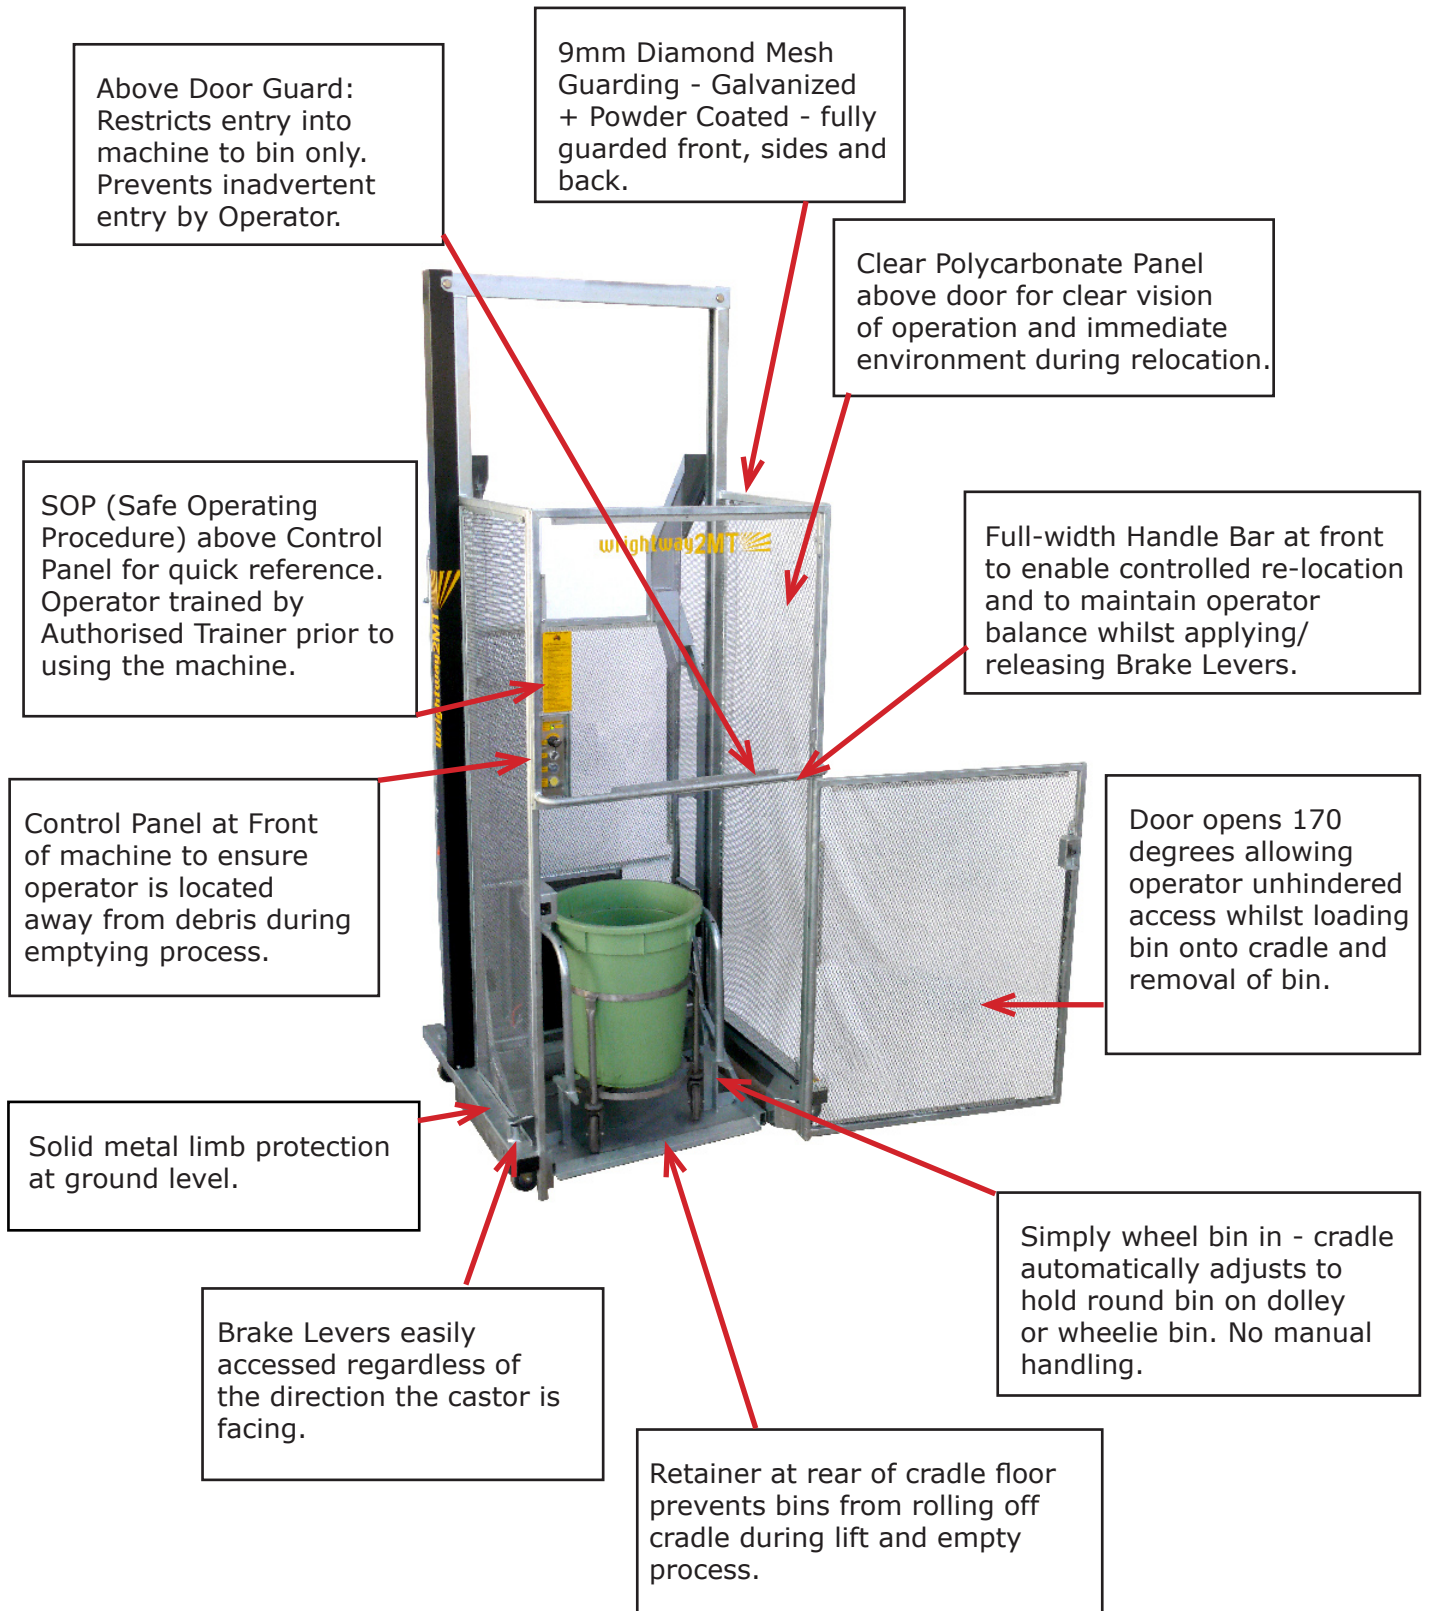 Above Door Guard:
Restricts entry into
machine to bin only.
Prevents inadvertent
entry by Operator.
9mm Diamond Mesh
Guarding - Galvanized
+ Powder Coated - fully
guarded front, sides and
back.
Clear Polycarbonate Panel
above door for clear vision
of operation and immediate
environment during relocation.
SOP (Safe Operating
Procedure) above Control
Panel for quick reference.
Operator trained by
Authorised Trainer prior to
using the machine.
wrightway2MT
wrightway2MT
Full-width Handle Bar at front
to enable controlled re-location
and to maintain operator
balance whilst applying/
releasing Brake Levers.
Control Panel at Front
of machine to ensure
operator is located
away from debris during
emptying process.
Door opens 170
degrees allowing
operator unhindered
access whilst loading
bin onto cradle and
removal of bin.
Solid metal limb protection
at ground level.
Simply wheel bin in - cradle
automatically adjusts to
hold round bin on dolley
or wheelie bin. No manual
handling.
Brake Levers easily
accessed regardless of
the direction the castor is
facing.
Retainer at rear of cradle floor
prevents bins from rolling off
cradle during lift and empty
process.